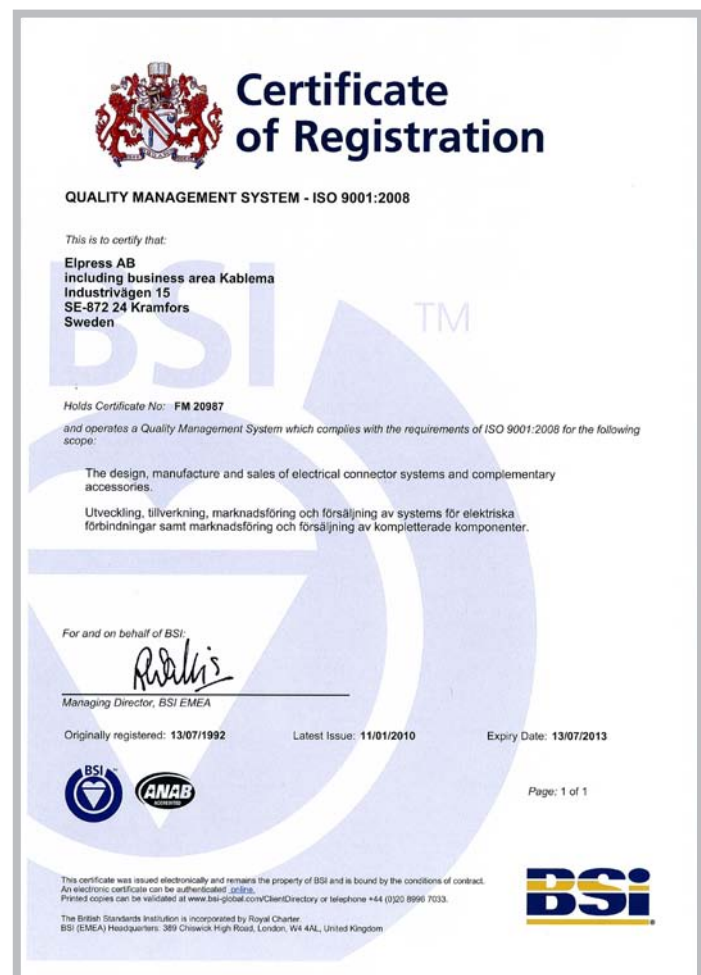 Certificate
of Registration
QUALITY MANAGEMENT SYSTEM - ISO 9001:2008
This is to certify that:
Elpress AB
including business area Kablema
Industrivägen 15
SE-872 24 Kramfors
Sweden
BSI
TM
Holds Certificate No: FM 20987
and operates a Quality Management System which complies with the requirements of ISO 9001:2008 for the following
scope:
The design, manufacture and sales of electrical connector systems and complementary
accessories.
Utveckling, tillverkning, marknadsföring och försäljning av systems för elektriska
förbindningar samt marknadsföring och försäljning av kompletterade komponenter.
For and on behalf of BSI:
Managing Director, BSI EMEA
Originally registered: 13/07/1992 Latest Issue: 11/01/2010 Expiry Date: 13/07/2013
BSI
ANAB
ACCREDITED
Page: 1 of 1
This certificate was issued electronically and remains the property of BSI and is bound by the conditions of contract.
An electronic certificate can be authenticated online.
Printed copies can be validated at www.bsi-global.com/ClientDirectory or telephone +44 (0)20 8996 7033.
The British Standards Institution is incorporated by Royal Charter.
BSI (EMEA) Headquarters: 389 Chiswick High Road, London, W4 4AL, United Kingdom
BSi